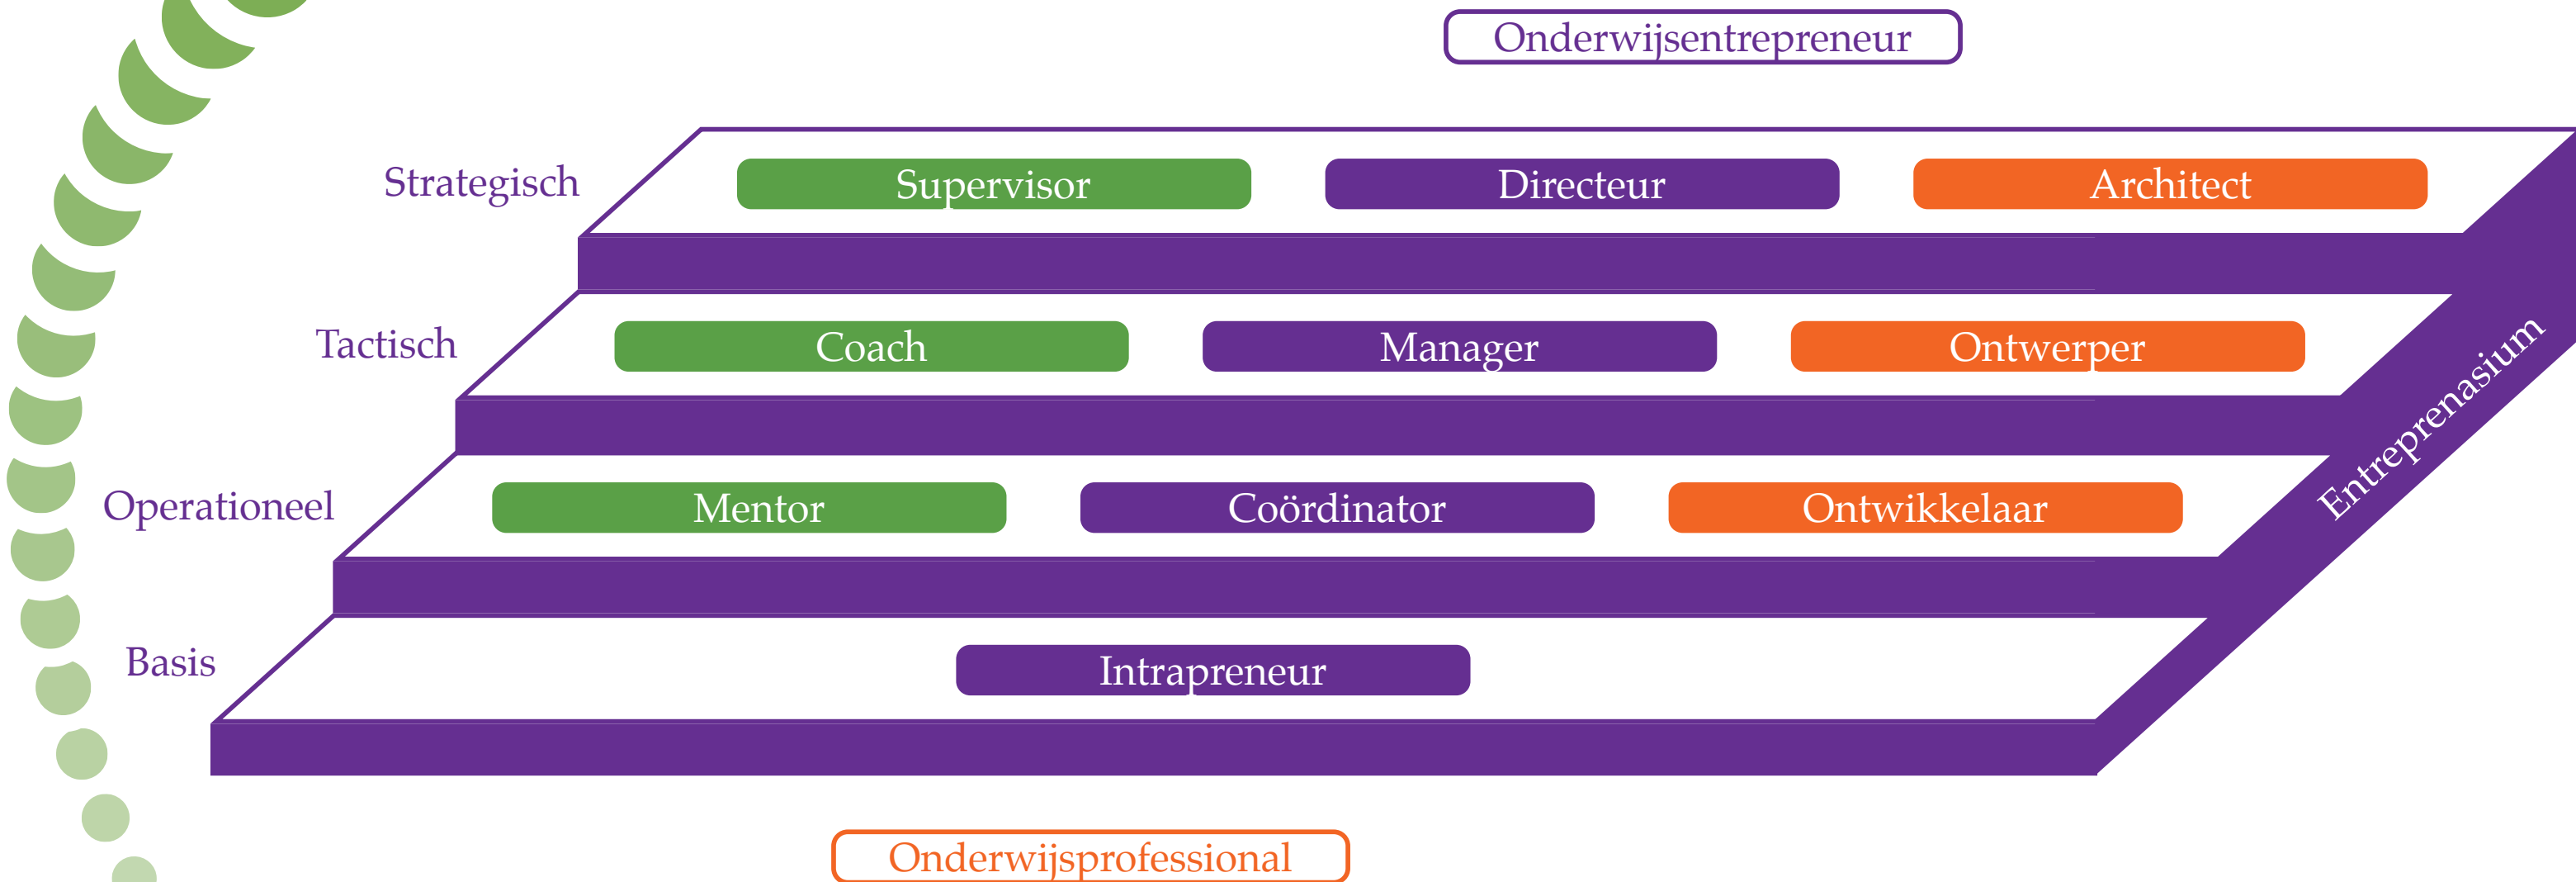 Onderwijsentrepreneur
Strategisch
Supervisor
Directeur
Architect
Tactisch
Coach
Manager
Ontwerper
Entreprenasium
Operationeel
Mentor
Coördinator
Ontwikkelaar
Basis
Intrapreneur
Onderwijsprofessional